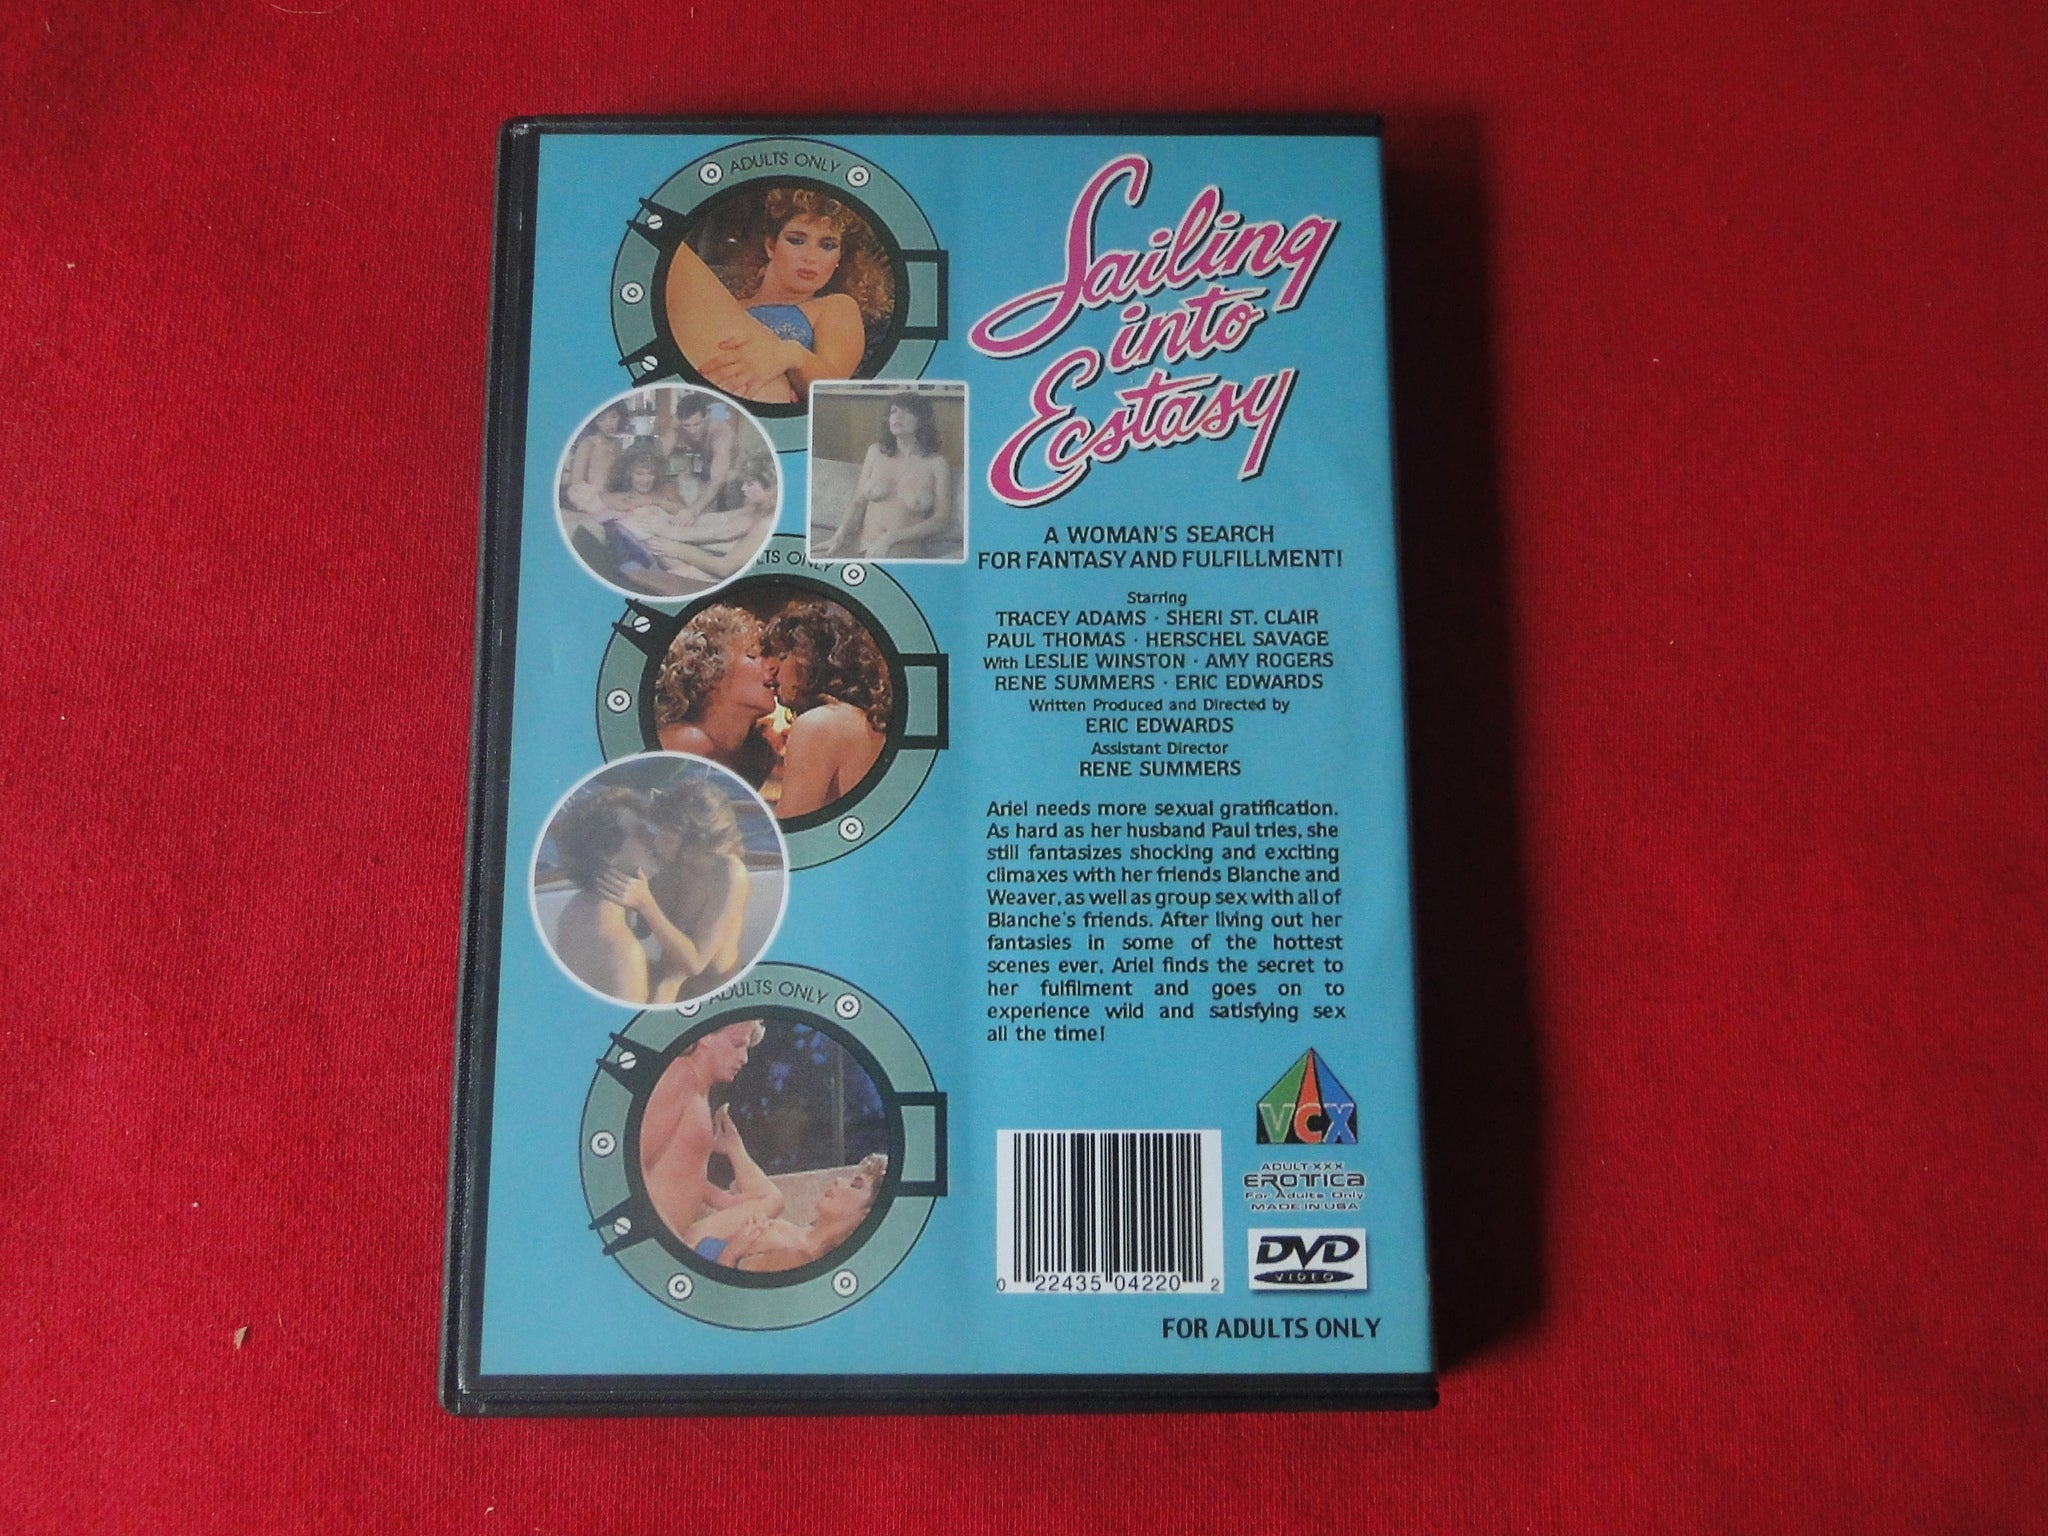 ADULTS ONLY
Sailing
into
Ecstasy
A WOMAN'S SEARCH
FOR FANTASY AND FULFILLMENT!
Starring
TRACEY ADAMS · SHERI ST. CLAIR
PAUL THOMAS · HERSCHEL SAVAGE
With LESLIE WINSTON · AMY ROGERS
RENE SUMMERS · ERIC EDWARDS
Written Produced and Directed by
ERIC EDWARDS
Assistant Director
RENE SUMMERS
Ariel needs more sexual gratification.
As hard as her husband Paul tries, she
still fantasizes shocking and exciting
climaxes with her friends Blanche and
Weaver, as well as group sex with all of
Blanche's friends. After living out her
fantasies in some of the hottest
scenes ever, Ariel finds the secret to
her fulfilment and goes on to
experience wild and satisfying sex
all the time!
LTS ONLY
ADULTS ONLY
VCX
ADULT XXX
EROTICA
For Adults Only
MADE IN USA
DVD
VIDEO
0 22435 04220 2
FOR ADULTS ONLY